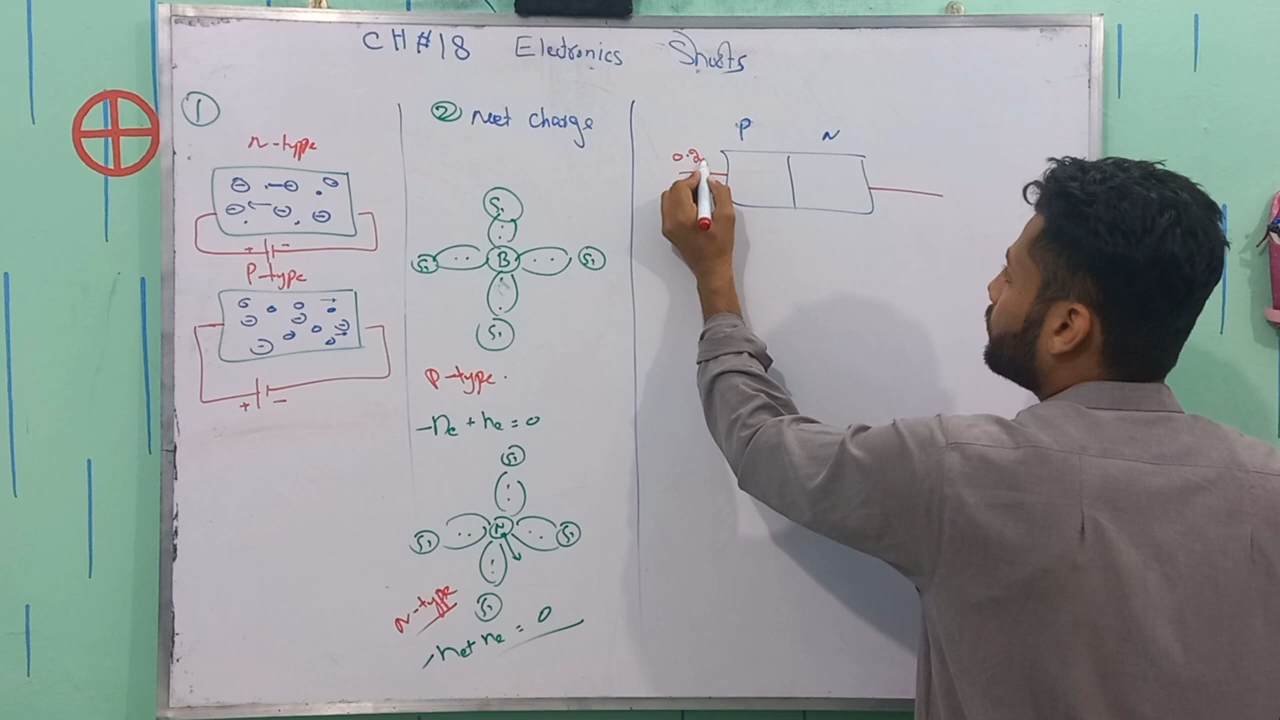 CH#18 Electronics Shorts
1
n-type
+ -
P-type
+ -
2 net charge
Si
Si B Si
Si
P-type.
-ne + he = 0
Si
Si N Si
Si
n-type
net ne = 0
P N
0.2